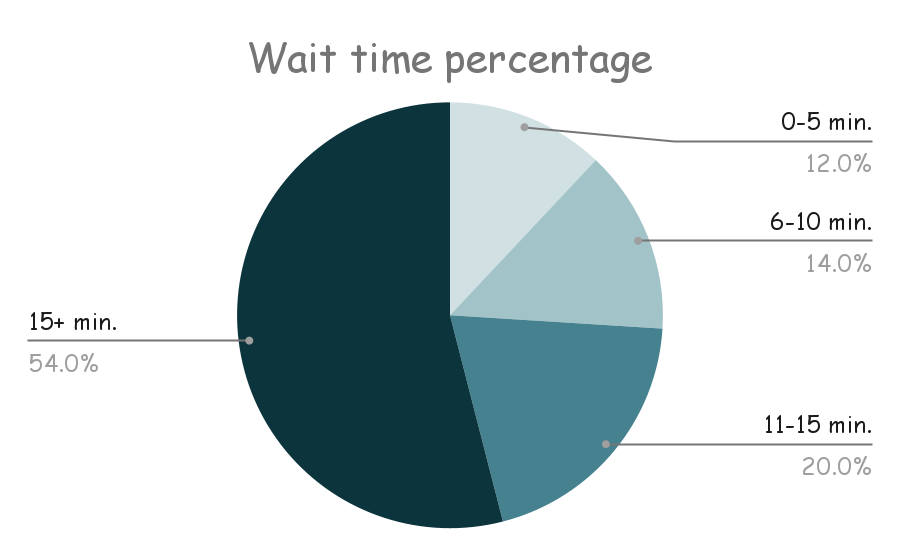 Wait time percentage
0-5 min.
12.0%
6-10 min.
14.0%
15+ min.
54.0%
11-15 min.
20.0%